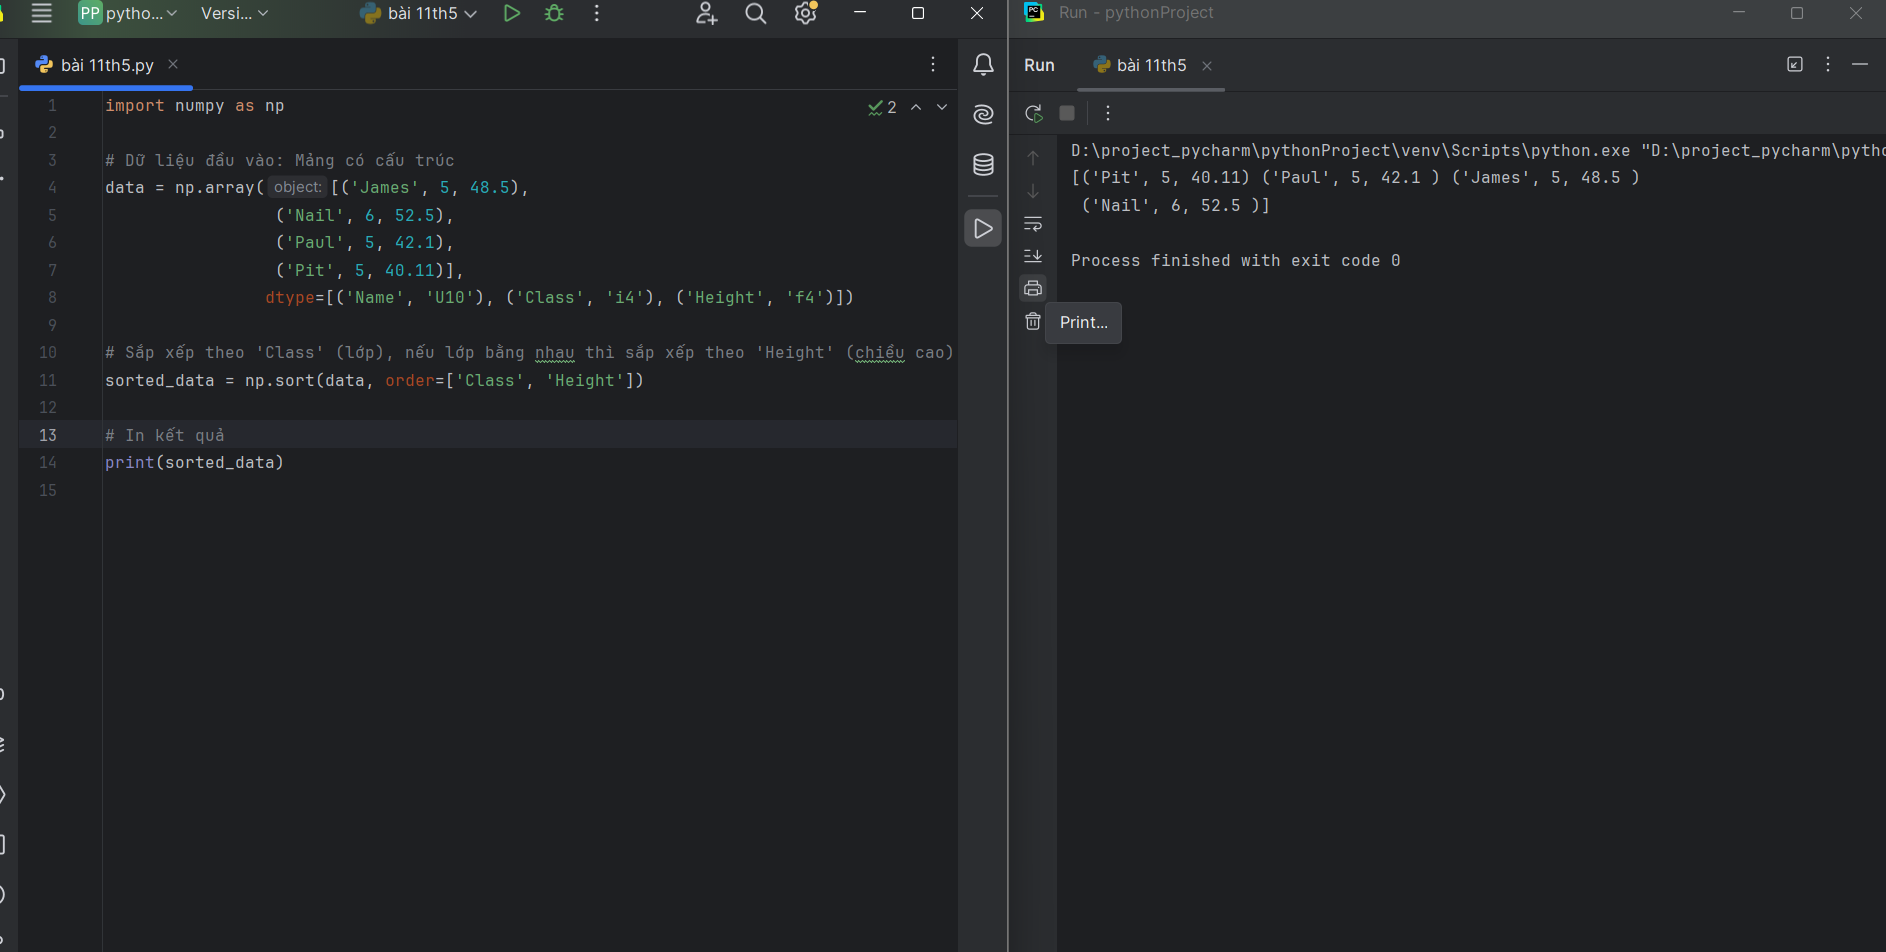 PP pytho... Versi... bài 11th5
bài 11th5.py
1 import numpy as np
2
3 # Dữ liệu đầu vào: Mảng có cấu trúc
4 data = np.array( object: [('James', 5, 48.5),
5 ('Nail', 6, 52.5),
6 ('Paul', 5, 42.1),
7 ('Pit', 5, 40.11)],
8 dtype=[('Name', 'U10'), ('Class', 'i4'), ('Height', 'f4')])
9
10 # Sắp xếp theo 'Class' (lớp), nếu lớp bằng nhau thì sắp xếp theo 'Height' (chiều cao)
11 sorted_data = np.sort(data, order=['Class', 'Height'])
12
13 # In kết quả
14 print(sorted_data)
15
2
PC Run - pythonProject
Run bài 11th5
D:\project_pycharm\pythonProject\venv\Scripts\python.exe "D:\project_pycharm\pytho
[('Pit', 5, 40.11) ('Paul', 5, 42.1 ) ('James', 5, 48.5 )
('Nail', 6, 52.5 )]
Process finished with exit code 0
Print...